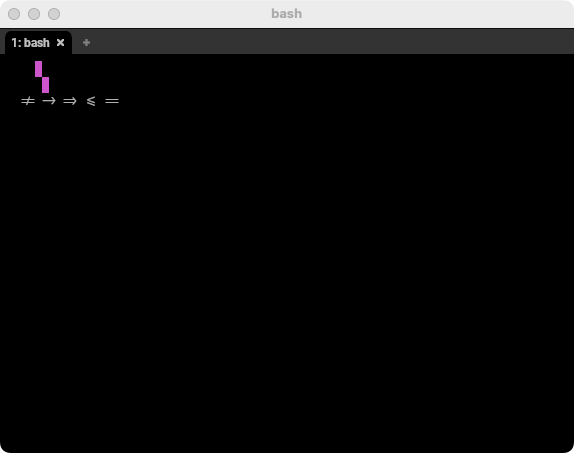 bash
1: bash × +
≠ → ⇒ ⩽ ==